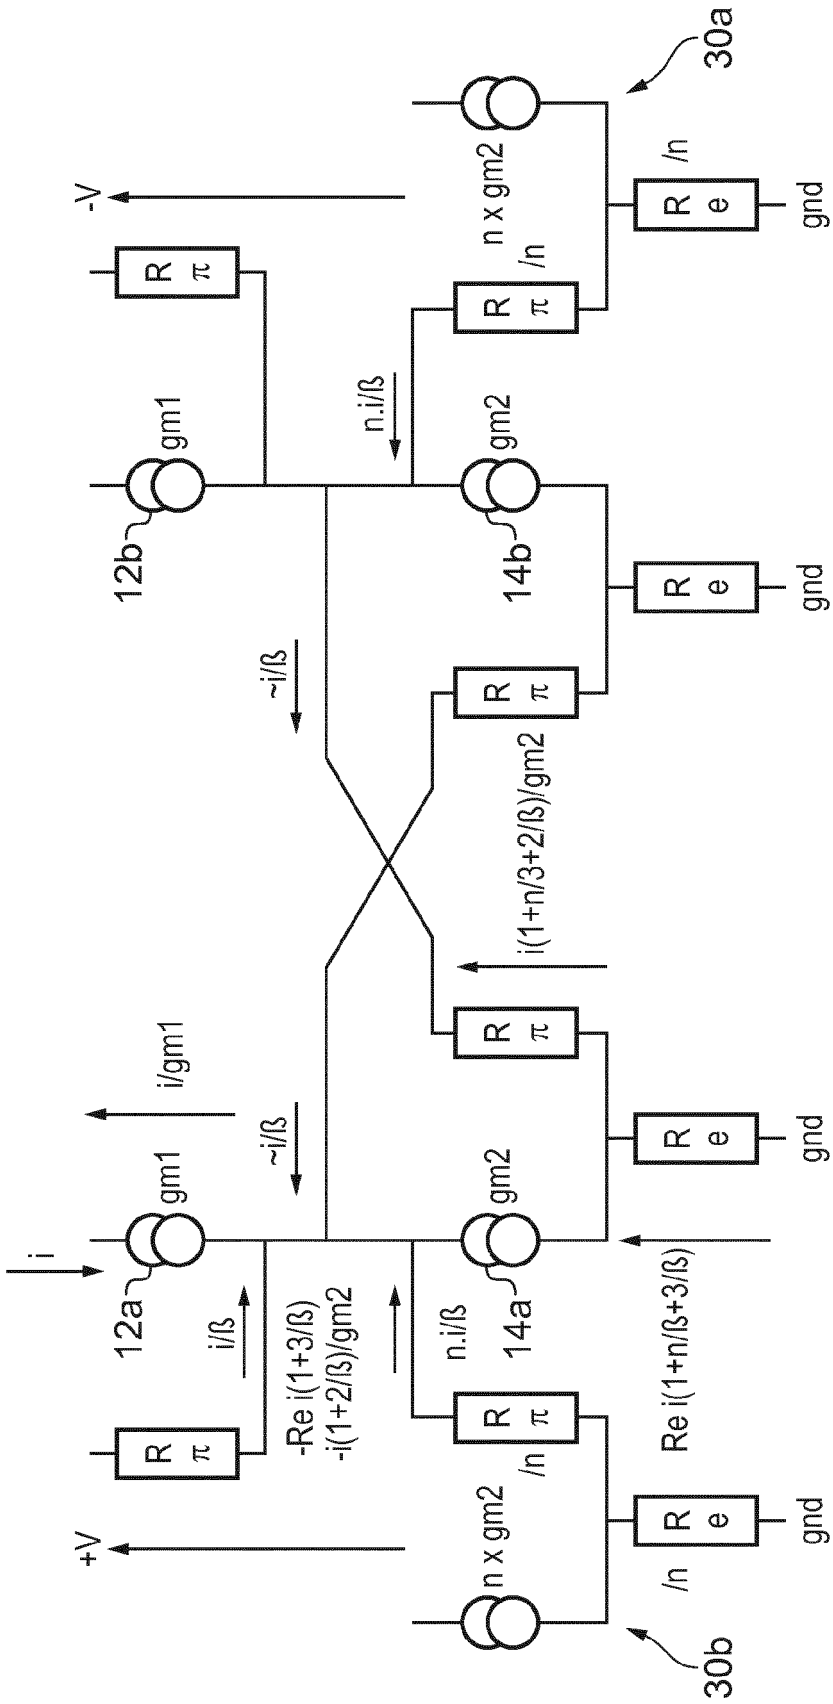 i
+V
-V
12a
gm1
i/gm1
12b
gm1
R
π
R
π
i/ß
~i/ß
~i/ß
-Re i(1+3/ß)
-i(1+2/ß)/gm2
n.i/ß
n.i/ß
n x gm2
R
π
/n
14a
gm2
R
π
i(1+n/3+2/ß)/gm2
R
π
14b
gm2
R
π
/n
n x gm2
30b
R
e
/n
gnd
Re i(1+n/ß+3/ß)
R
e
gnd
R
e
gnd
R
e
/n
gnd
30a